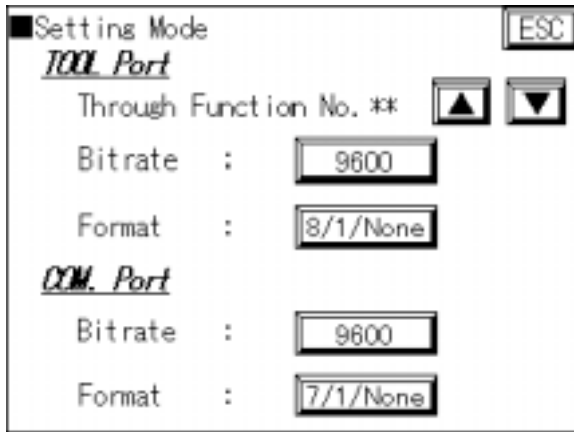 ■Setting Mode ESC
TOOL Port
Through Function No. ** ▲ ▼
Bitrate : 9600
Format : 8/1/None
COM. Port
Bitrate : 9600
Format : 7/1/None